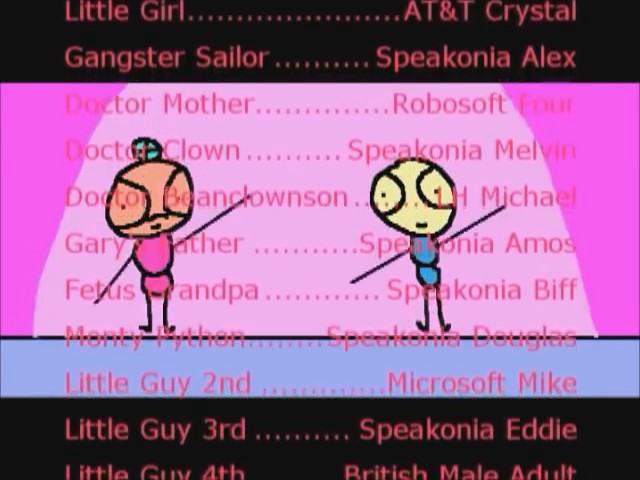 Little Girl......................AT&T Crystal
Gangster Sailor.......... Speakonia Alex
Doctor Mother..............Robosoft Four
Doctor Clown.......... Speakonia Melvin
Doctor Beanclownson....... LH Michael
Gary Father ............Speakonia Amos
Fetus Grandpa............ Speakonia Biff
Monty Python........Speakonia Douglas
Little Guy 2nd .............Microsoft Mike
Little Guy 3rd .......... Speakonia Eddie
Little Guy 4th .......... British Male Adult